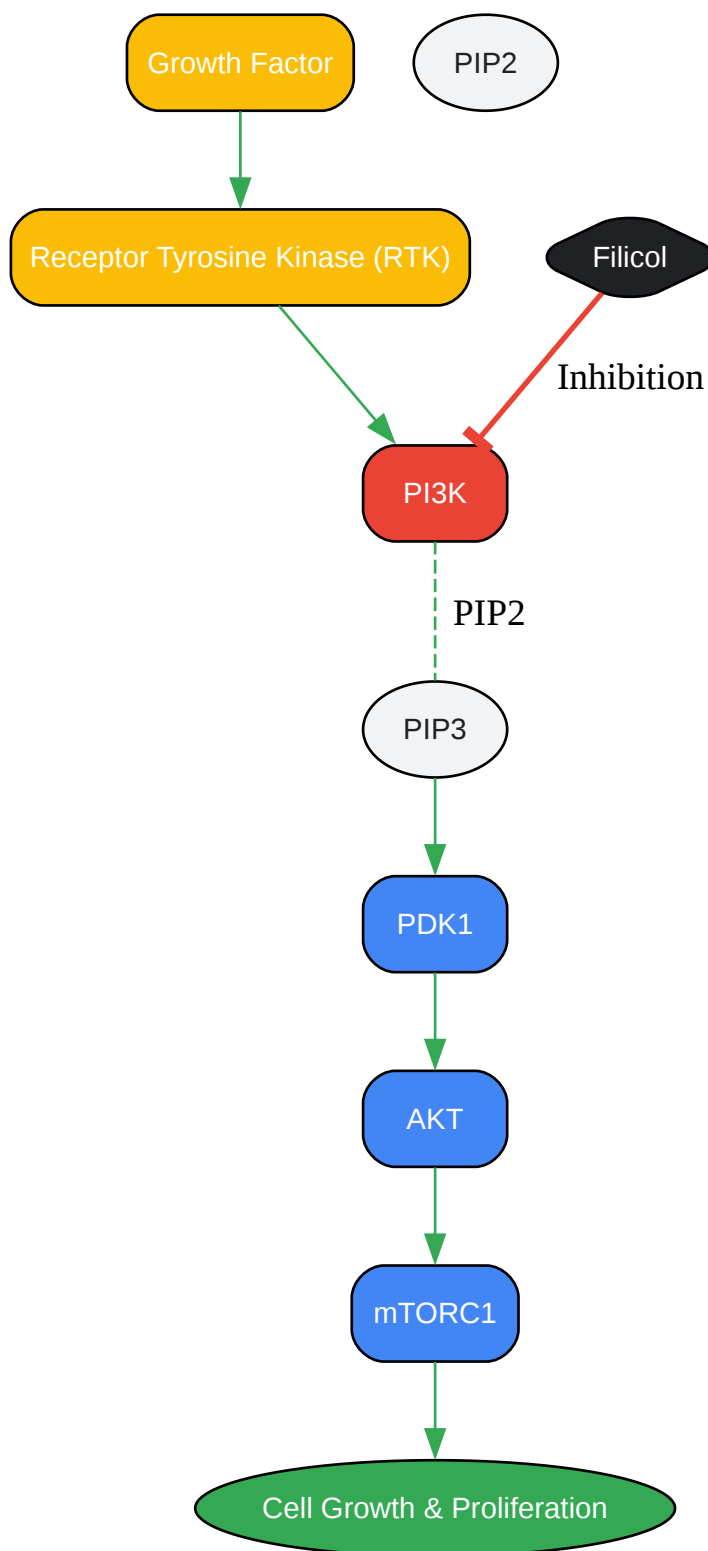 Growth Factor
PIP2
Receptor Tyrosine Kinase (RTK)
Filicol
Inhibition
PI3K
PIP2
PIP3
PDK1
AKT
mTORC1
Cell Growth & Proliferation